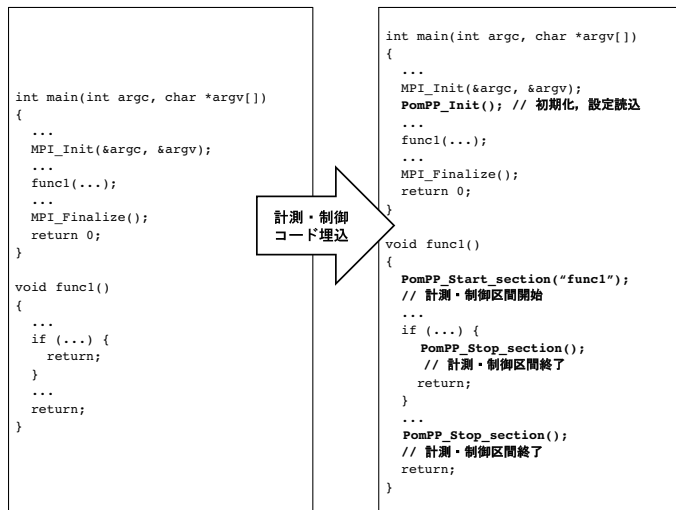 int main(int argc, char *argv[])
{
...
MPI_Init(&argc, &argv);
...
func1(...);
...
MPI_Finalize();
return 0;
}
void func1()
{
...
if (...) {
return;
}
...
return;
}
計測・制御
コード埋込
int main(int argc, char *argv[])
{
...
MPI_Init(&argc, &argv);
PomPP_Init(); // 初期化，設定読込
...
func1(...);
...
MPI_Finalize();
return 0;
}
void func1()
{
PomPP_Start_section(“func1”);
// 計測・制御区間開始
...
if (...) {
PomPP_Stop_section();
// 計測・制御区間終了
return;
}
...
PomPP_Stop_section();
// 計測・制御区間終了
return;
}